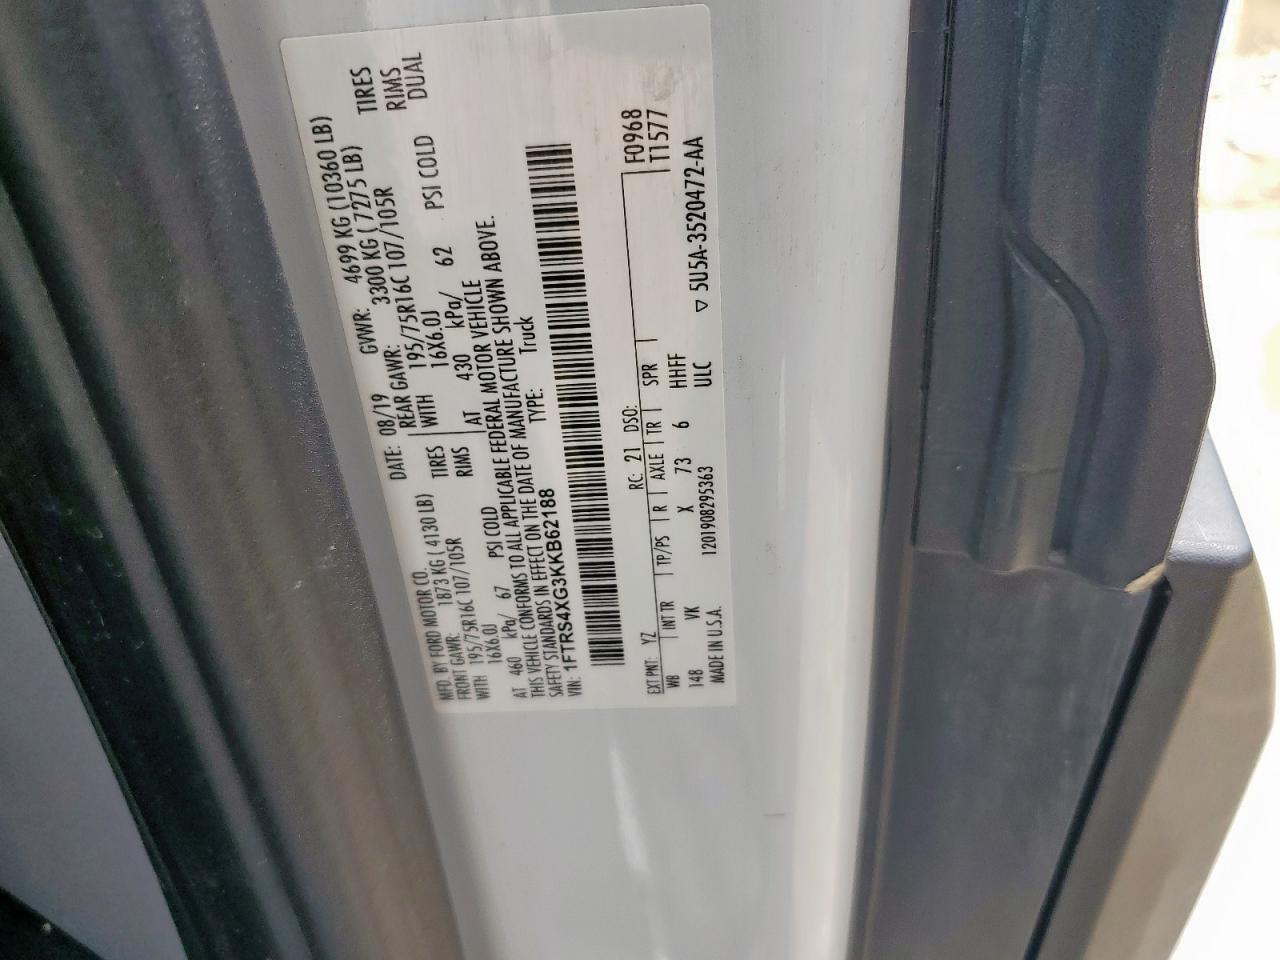 MFD. BY FORD MOTOR CO.
DATE: 08/19 GVWR: 4699 KG (10360 LB)
FRONT GAWR: 1873 KG ( 4130 LB) REAR GAWR: 3300 KG ( 7275 LB)
195/75R16C 107/105R TIRES 195/75R16C 107/105R TIRES
WITH 16X6.0J RIMS WITH 16X6.0J RIMS
AT 460 kPa/ 67 PSI COLD AT 430 kPa/ 62 PSI COLD DUAL
THIS VEHICLE CONFORMS TO ALL APPLICABLE FEDERAL MOTOR VEHICLE
SAFETY STANDARDS IN EFFECT ON THE DATE OF MANUFACTURE SHOWN ABOVE.
VIN: 1FTRS4XG3KKB62188 TYPE: Truck
F0968
T1577
EXT PNT: YZ RC: 21 DSO:
WB INT TR TP/PS R AXLE TR SPR
148 VK X 73 6 HHFF
MADE IN U.S.A. 1201908295363 ULC ▽ 5U5A-3520472-AA